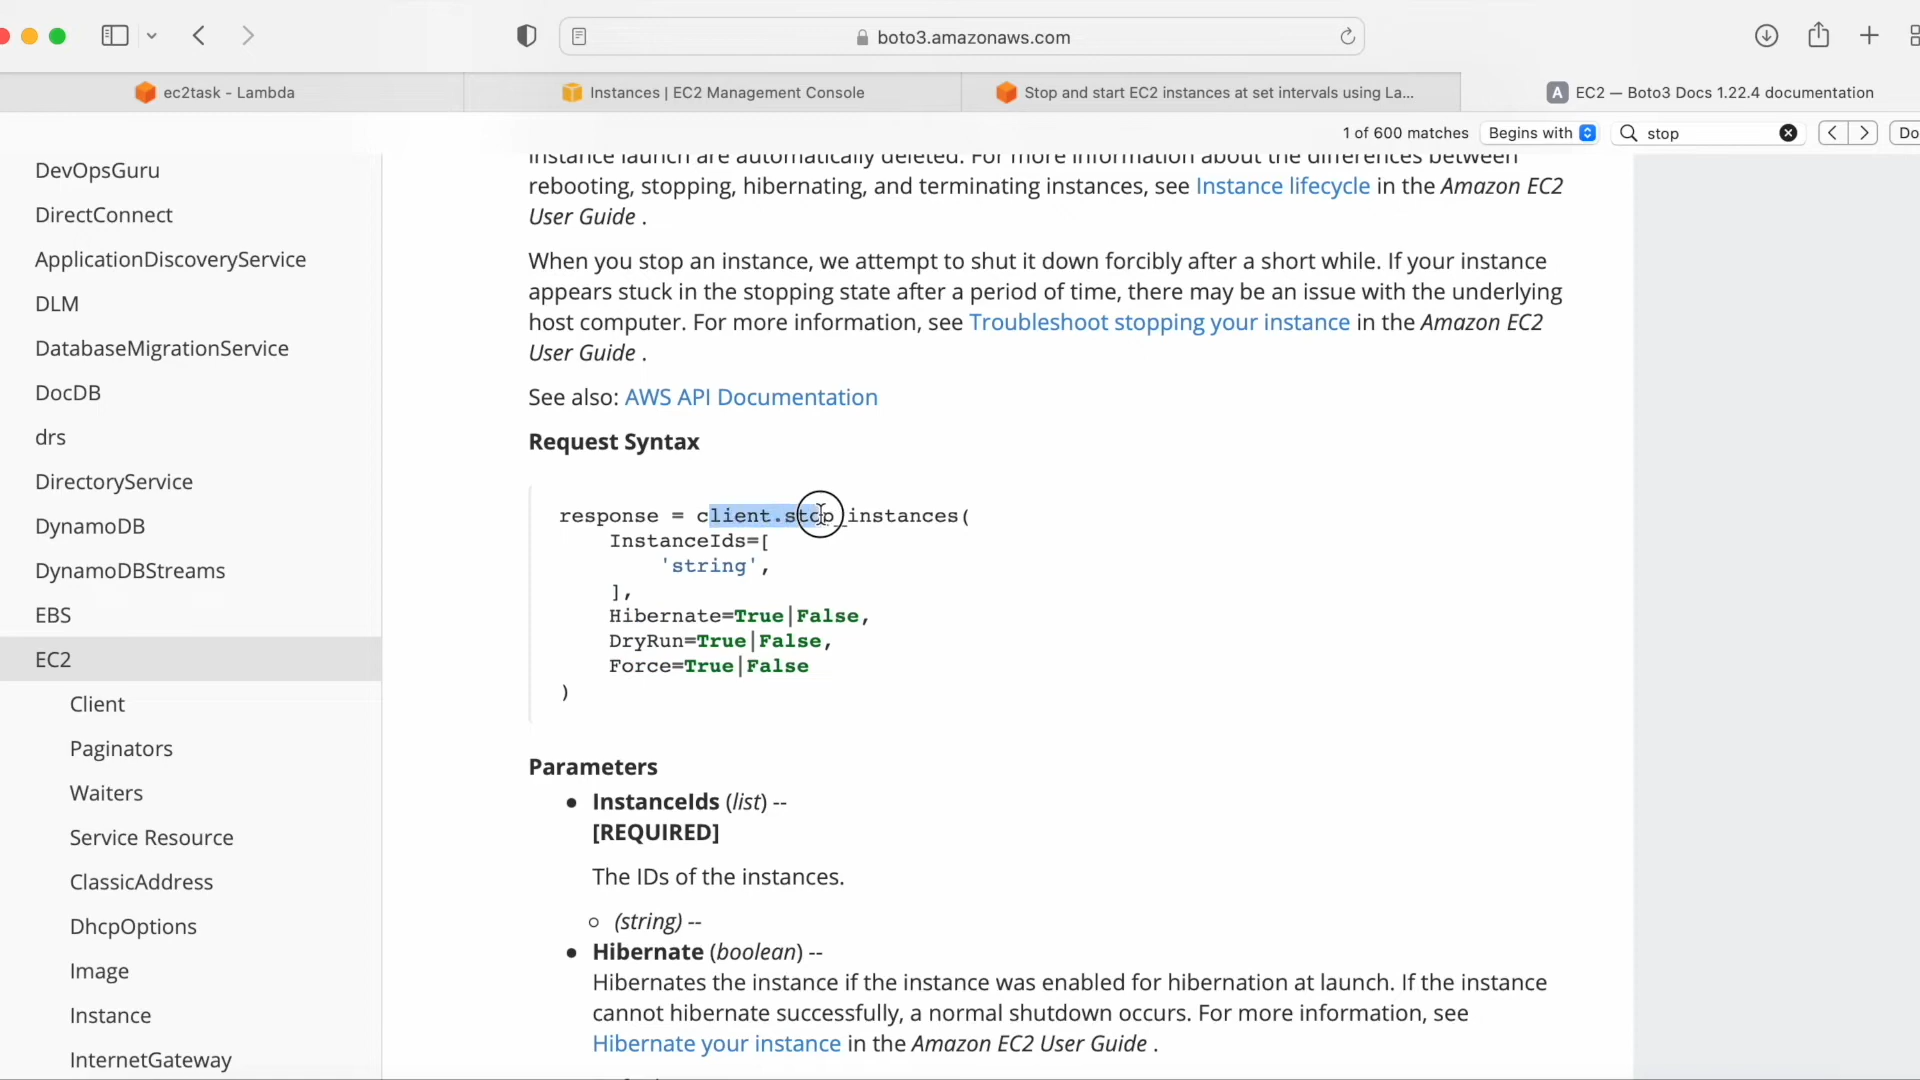 boto3.amazonaws.com
ec2task - Lambda
Instances | EC2 Management Console
Stop and start EC2 instances at set intervals using La...
A EC2 — Boto3 Docs 1.22.4 documentation
1 of 600 matches
Begins with
stop
Do
DevOpsGuru
DirectConnect
ApplicationDiscoveryService
DLM
DatabaseMigrationService
DocDB
drs
DirectoryService
DynamoDB
DynamoDBStreams
EBS
EC2
Client
Paginators
Waiters
Service Resource
ClassicAddress
DhcpOptions
Image
Instance
InternetGateway
instance launch are automatically deleted. For more information about the differences between
rebooting, stopping, hibernating, and terminating instances, see Instance lifecycle in the Amazon EC2
User Guide .
When you stop an instance, we attempt to shut it down forcibly after a short while. If your instance
appears stuck in the stopping state after a period of time, there may be an issue with the underlying
host computer. For more information, see Troubleshoot stopping your instance in the Amazon EC2
User Guide .
See also: AWS API Documentation
Request Syntax
response = client.stop_instances(
InstanceIds=[
'string',
],
Hibernate=True|False,
DryRun=True|False,
Force=True|False
)
Parameters
• InstanceIds (list) --
[REQUIRED]
The IDs of the instances.
○ (string) --
• Hibernate (boolean) --
Hibernates the instance if the instance was enabled for hibernation at launch. If the instance
cannot hibernate successfully, a normal shutdown occurs. For more information, see
Hibernate your instance in the Amazon EC2 User Guide .